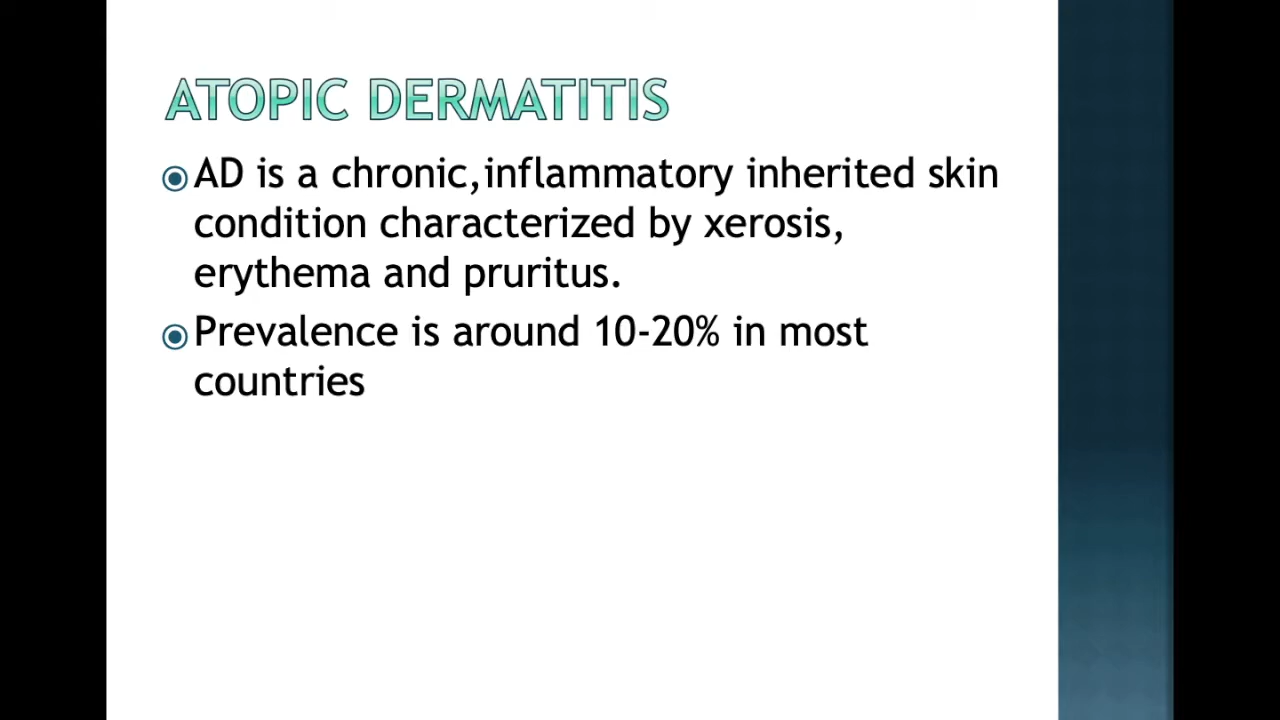 ATOPIC DERMATITIS
AD is a chronic,inflammatory inherited skin
condition characterized by xerosis,
erythema and pruritus.
Prevalence is around 10-20% in most
countries